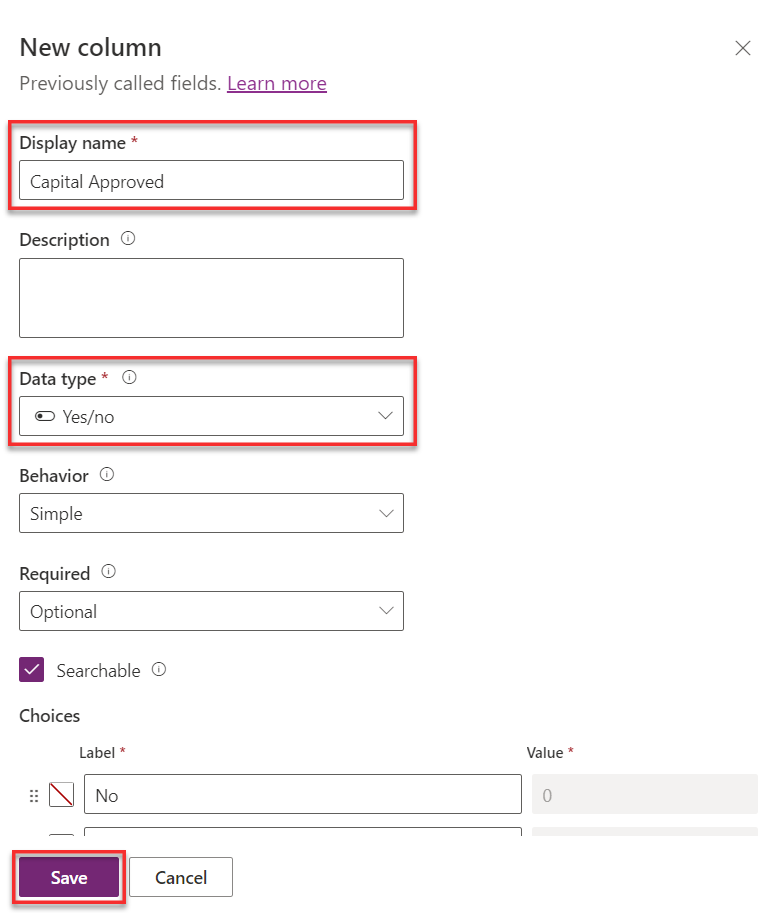 New column
Previously called fields. Learn more
Display name *
Capital Approved
Description
Data type *
Yes/no
Behavior
Simple
Required
Optional
Searchable
Choices
Label * Value *
No 0
Save Cancel